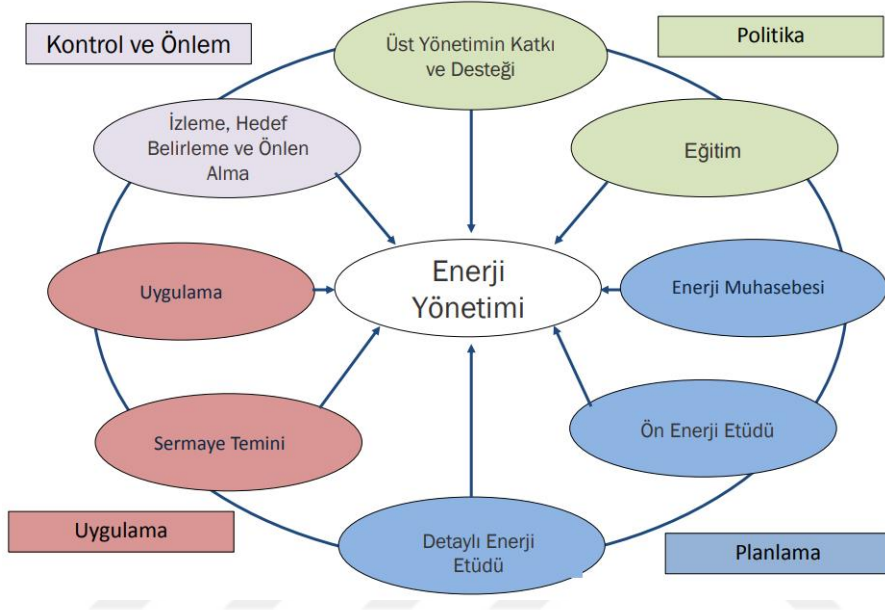 Kontrol ve Önlem
Üst Yönetimin Katkı
ve Desteği
Politika
İzleme, Hedef
Belirleme ve Önlen
Alma
Eğitim
Uygulama
Enerji
Yönetimi
Enerji Muhasebesi
Sermaye Temini
Ön Enerji Etüdü
Uygulama
Detaylı Enerji
Etüdü
Planlama